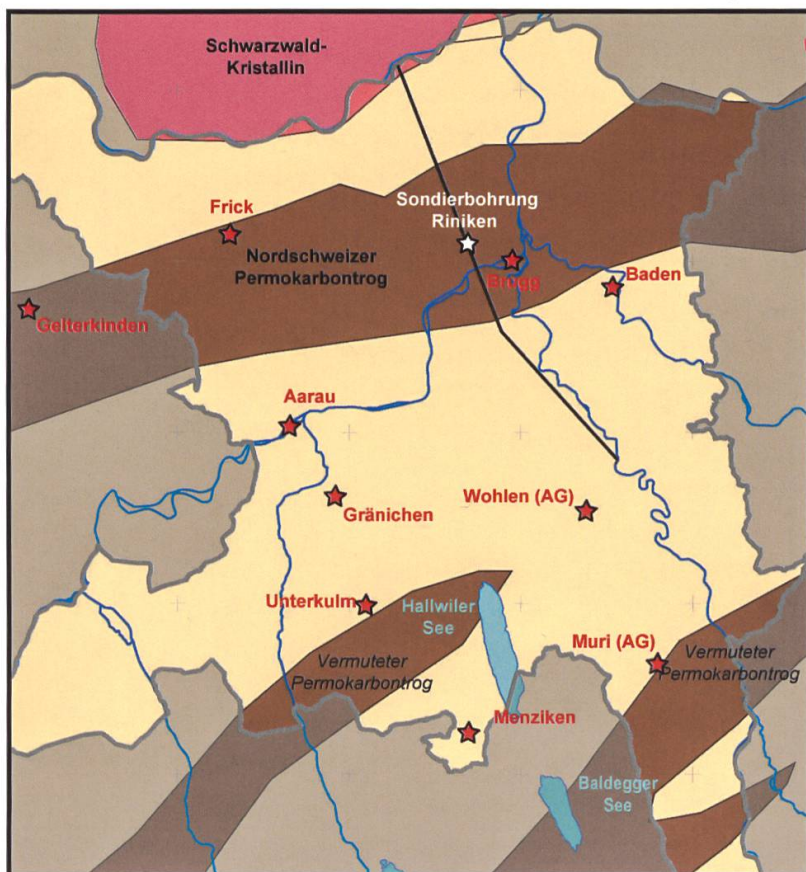 Schwarzwald-
Kristallin
Sondierbohrung
Riniken
Frick
Nordschweizer
Permokarbontrog
Brugg
Baden
Gelterkinden
Aarau
Gränichen
Wohlen (AG)
Unterkulm
Hallwiler
See
Muri (AG)
Vermuteter
Permokarbontrog
Vermuteter
Permokarbontrog
Menziken
Baldegger
See